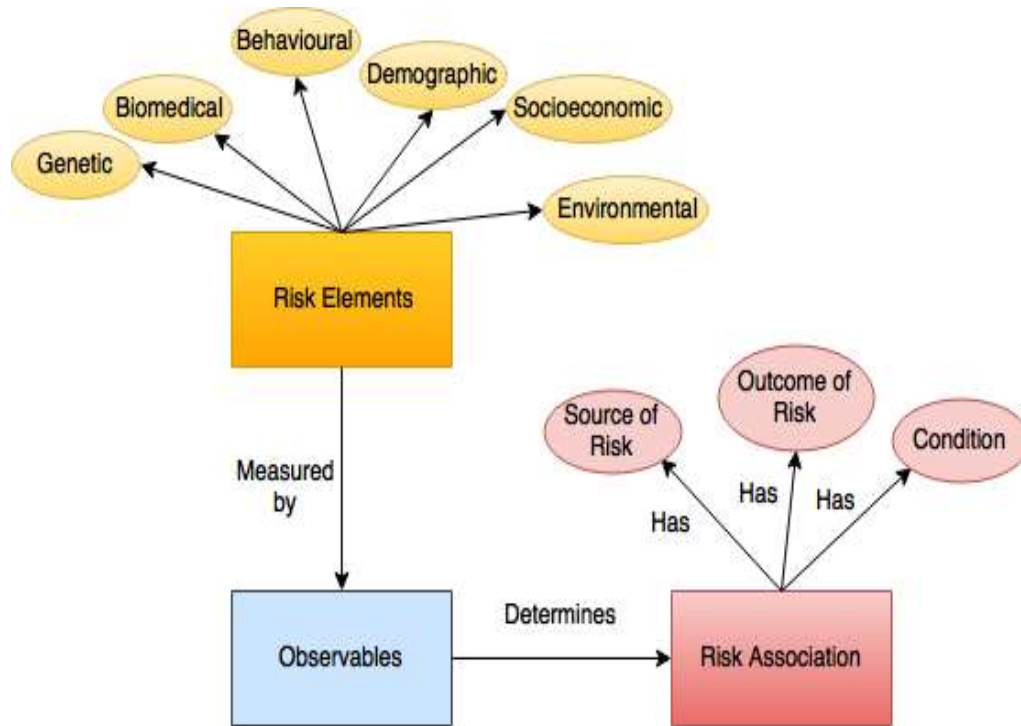 Behavioural
Demographic
Biomedical
Socioeconomic
Genetic
Environmental
Risk Elements
Measured
by
Source of
Risk
Outcome of
Risk
Condition
Has
Has
Has
Observables
Determines
Risk Association